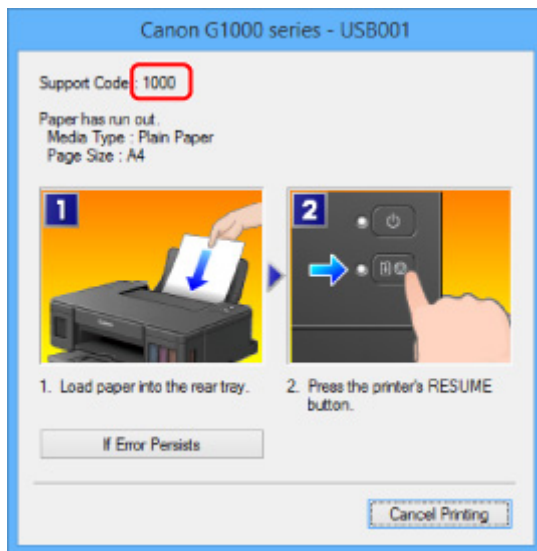 Canon G1000 series - USB001
Support Code : 1000
Paper has run out.
Media Type : Plain Paper
Page Size : A4
1
2
1. Load paper into the rear tray.
2. Press the printer's RESUME
button.
If Error Persists
Cancel Printing